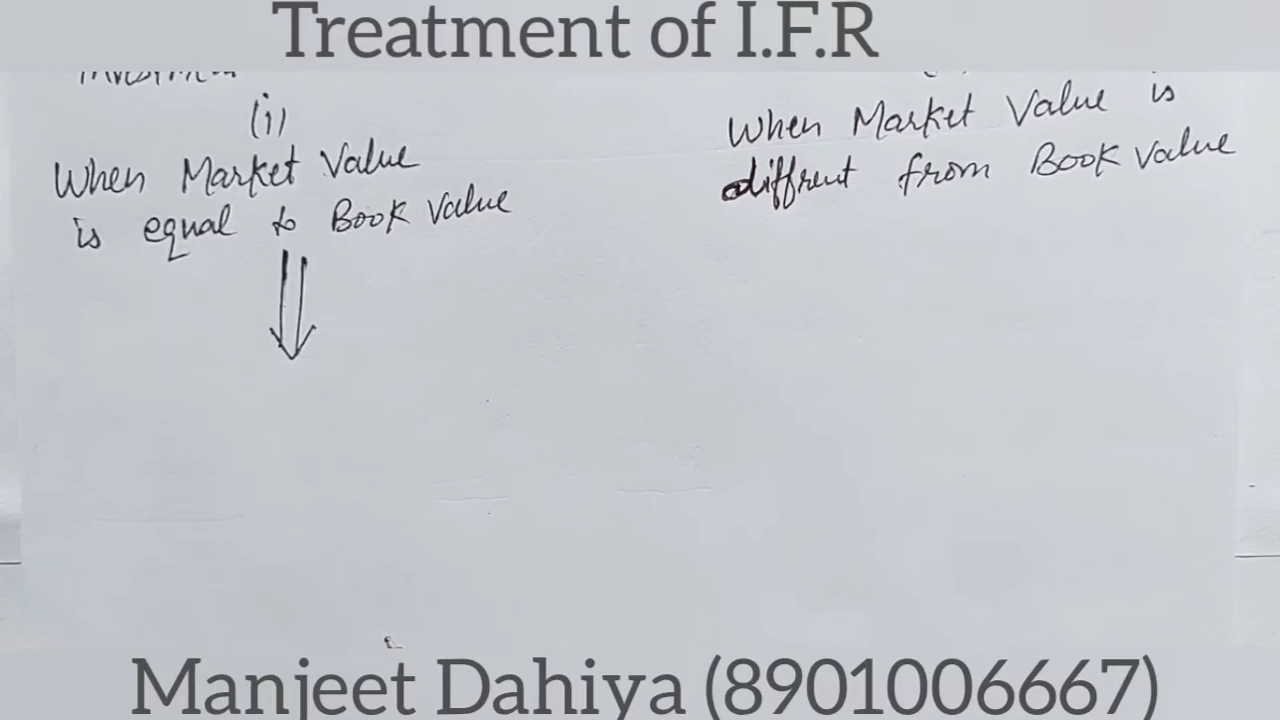 Treatment of I.F.R
(i)
When Market Value
is equal to Book Value
When Market Value is
diffrent from Book Value
Manjeet Dahiya (8901006667)